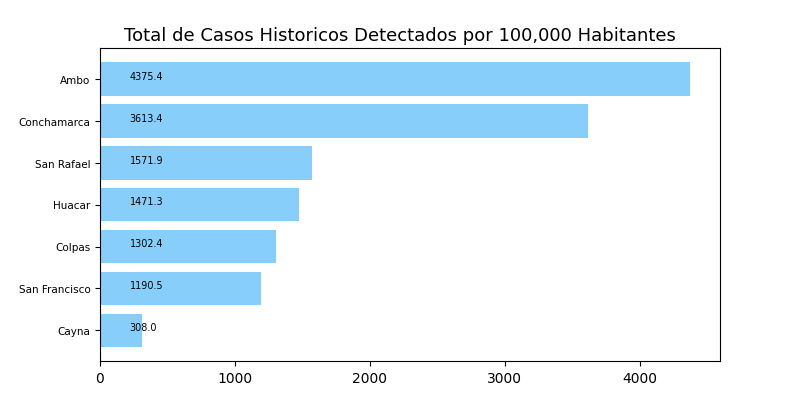 Total de Casos Historicos Detectados por 100,000 Habitantes
Ambo 4375.4
Conchamarca 3613.4
San Rafael 1571.9
Huacar 1471.3
Colpas 1302.4
San Francisco 1190.5
Cayna 308.0
0 1000 2000 3000 4000